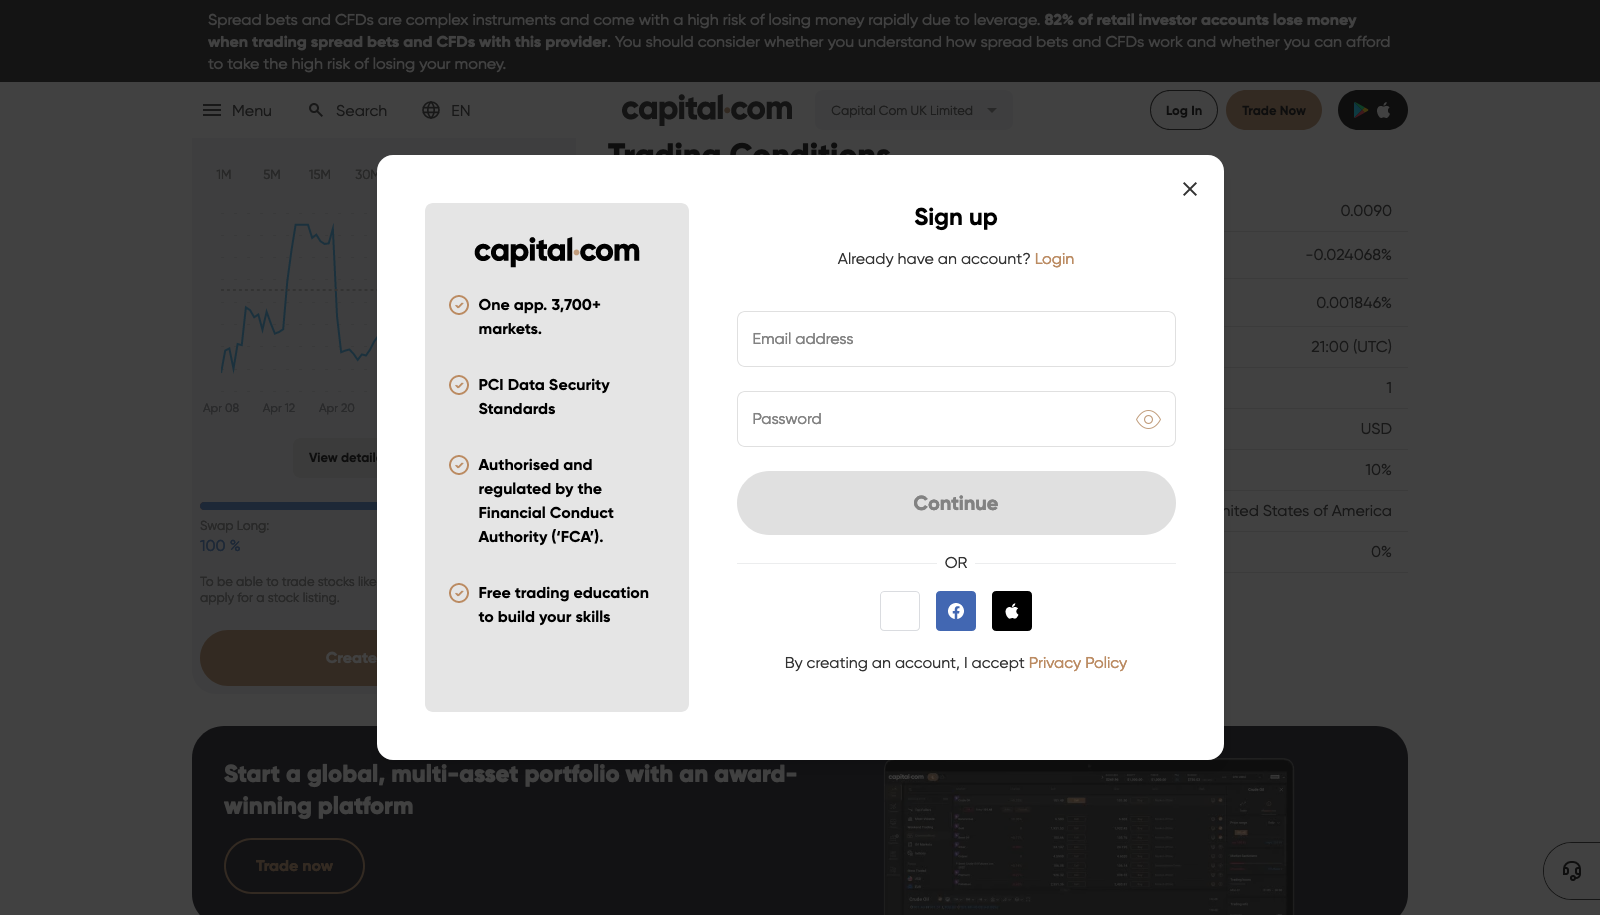 Spread bets and CFDs are complex instruments and come with a high risk of losing money rapidly due to leverage. 82% of retail investor accounts lose money
when trading spread bets and CFDs with this provider. You should consider whether you understand how spread bets and CFDs work and whether you can afford
to take the high risk of losing your money.
Menu
Search
EN
capital.com
Capital Com UK Limited
Log In
Trade Now
Trading Conditions
1M
5M
15M
30M
0.0090
-0.024068%
0.001846%
21:00 (UTC)
1
USD
10%
United States of America
0%
Apr 08
Apr 12
Apr 20
View details
Swap Long:
100 %
To be able to trade stocks like
apply for a stock listing.
Create
capital.com
One app. 3,700+
markets.
PCI Data Security
Standards
Authorised and
regulated by the
Financial Conduct
Authority (‘FCA’).
Free trading education
to build your skills
Sign up
Already have an account? Login
Email address
Password
Continue
OR
By creating an account, I accept Privacy Policy
Start a global, multi-asset portfolio with an award-
winning platform
Trade now
capital.com